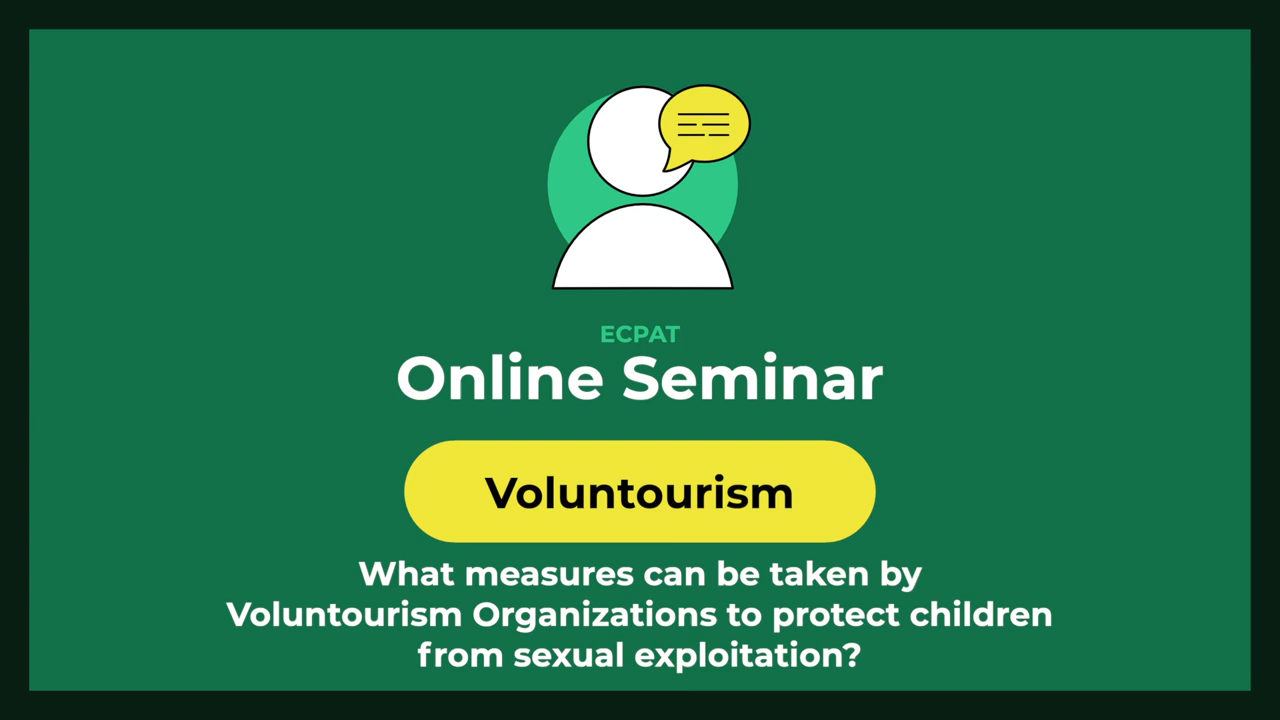 ECPAT
Online Seminar
Voluntourism
What measures can be taken by
Voluntourism Organizations to protect children
from sexual exploitation?